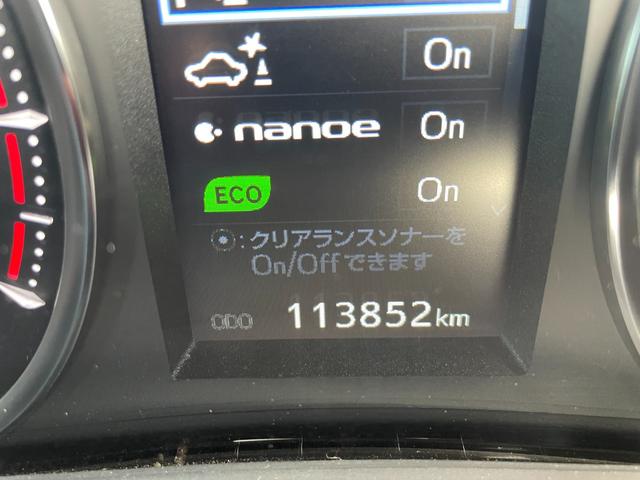 On
nanoe On
ECO On
:クリアランスソナーを
On/Offできます
ODO 113852km